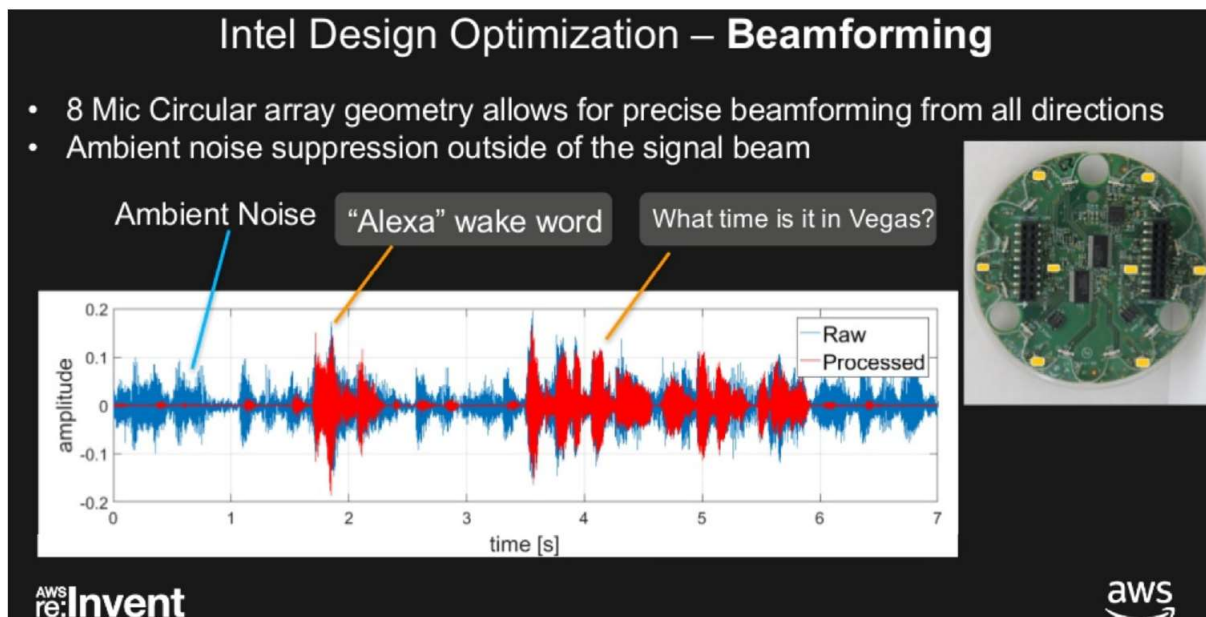 Intel Design Optimization – Beamforming
• 8 Mic Circular array geometry allows for precise beamforming from all directions
• Ambient noise suppression outside of the signal beam
Ambient Noise
“Alexa” wake word
What time is it in Vegas?
0.2
0.1
0
-0.1
-0.2
amplitude
Raw
Processed
0 1 2 3 4 5 6 7
time [s]
AWS
re:Invent
aws